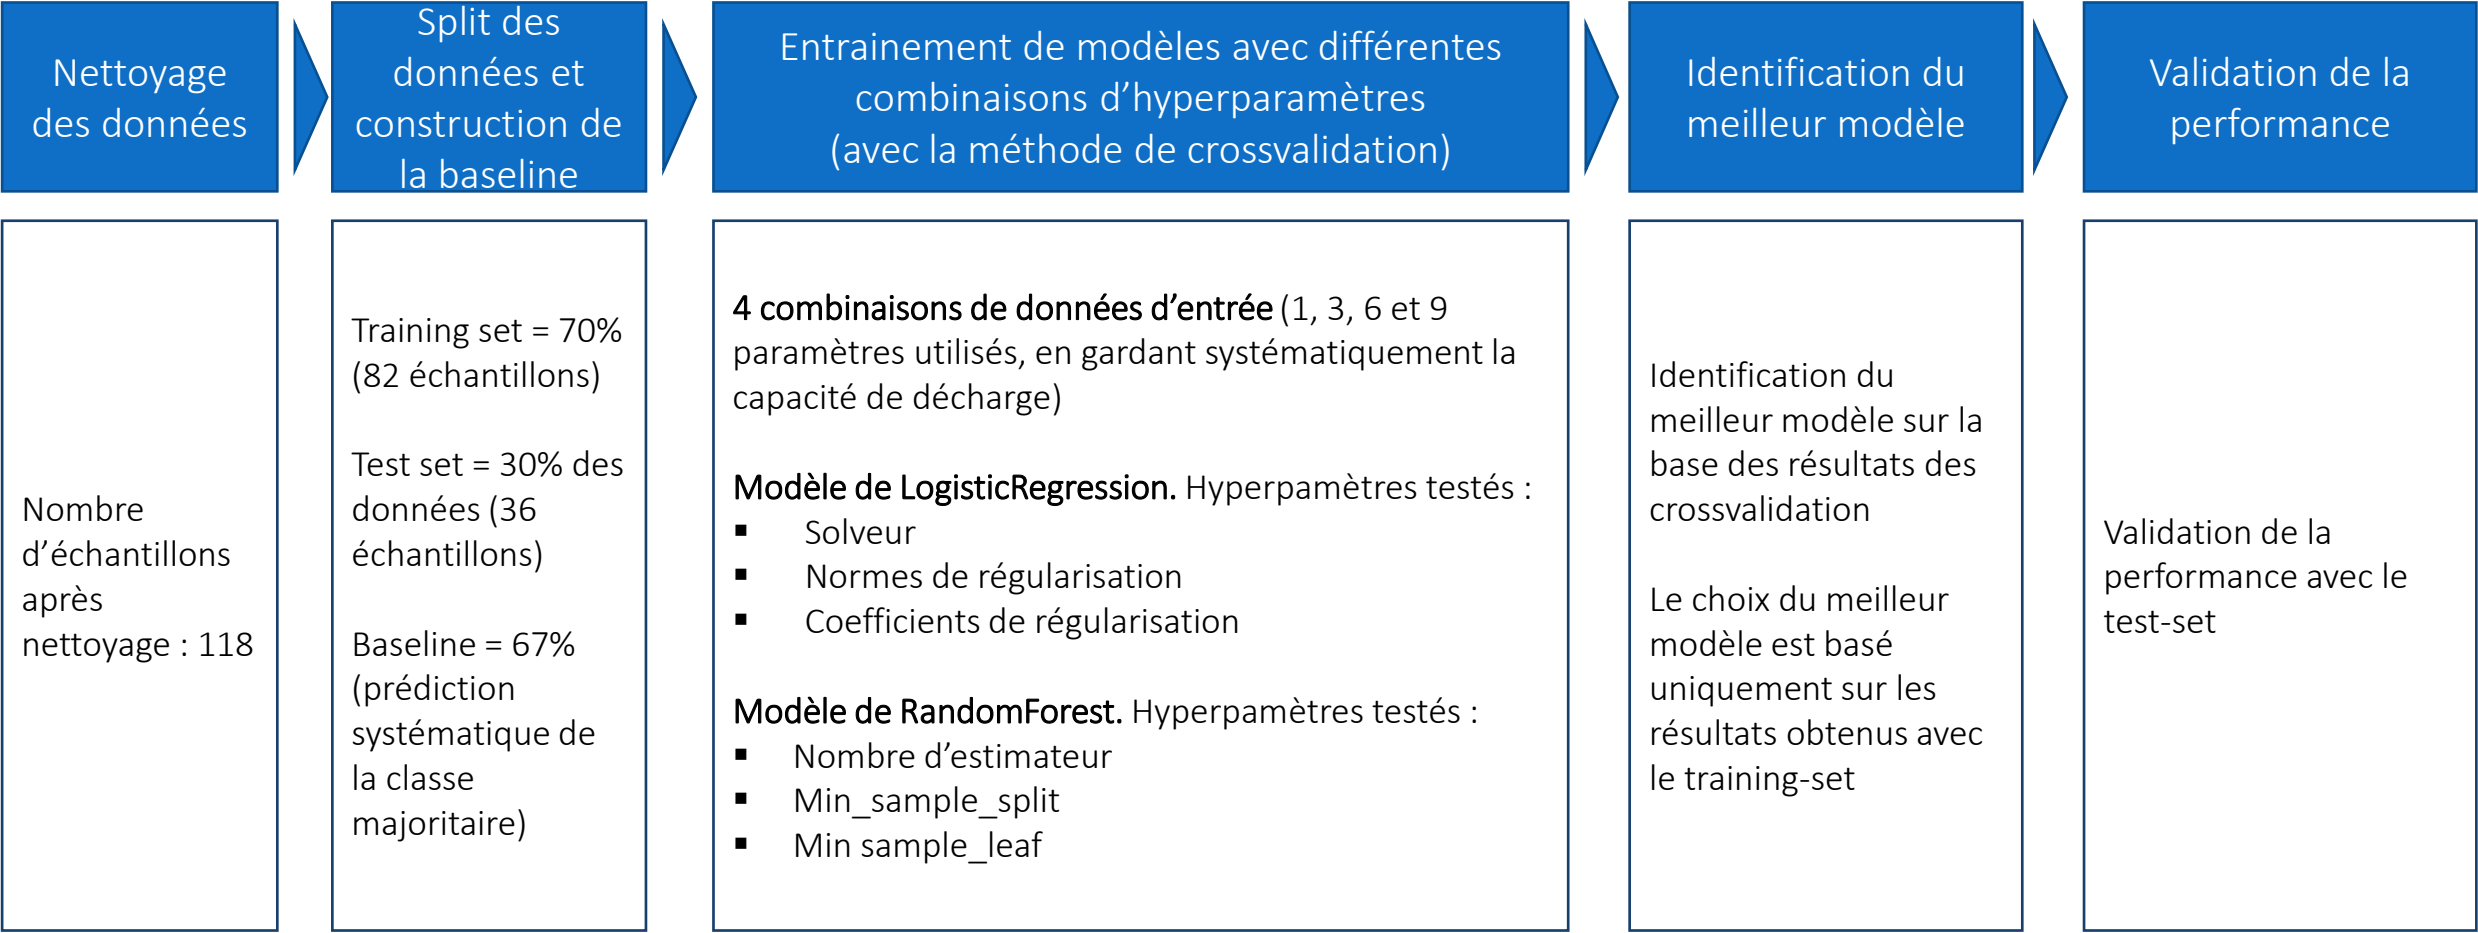 Nettoyage
des données
Split des
données et
construction de
la baseline
Entrainement de modèles avec différentes
combinaisons d’hyperparamètres
(avec la méthode de crossvalidation)
Identification du
meilleur modèle
Validation de la
performance
Nombre
d’échantillons
après
nettoyage : 118
Training set = 70%
(82 échantillons)
Test set = 30% des
données (36
échantillons)
Baseline = 67%
(prédiction
systématique de
la classe
majoritaire)
4 combinaisons de données d’entrée (1, 3, 6 et 9
paramètres utilisés, en gardant systématiquement la
capacité de décharge)
Modèle de LogisticRegression. Hyperpamètres testés :
▪ Solveur
▪ Normes de régularisation
▪ Coefficients de régularisation
Modèle de RandomForest. Hyperpamètres testés :
▪ Nombre d’estimateur
▪ Min_sample_split
▪ Min sample_leaf
Identification du
meilleur modèle sur la
base des résultats des
crossvalidation
Le choix du meilleur
modèle est basé
uniquement sur les
résultats obtenus avec
le training-set
Validation de la
performance avec le
test-set